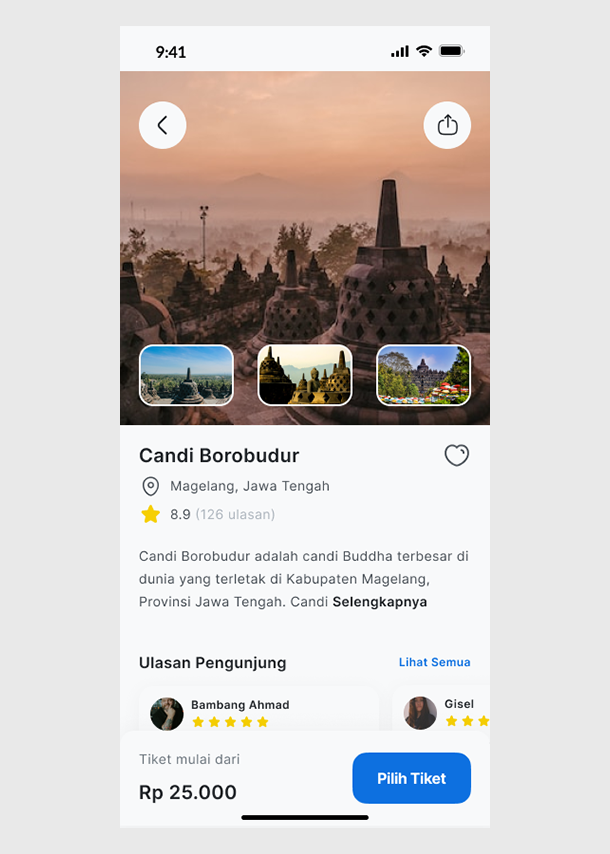 9:41
Candi Borobudur
Magelang, Jawa Tengah
8.9 (126 ulasan)
Candi Borobudur adalah candi Buddha terbesar di
dunia yang terletak di Kabupaten Magelang,
Provinsi Jawa Tengah. Candi Selengkapnya
Ulasan Pengunjung
Lihat Semua
Bambang Ahmad
Gisel
Tiket mulai dari
Rp 25.000
Pilih Tiket